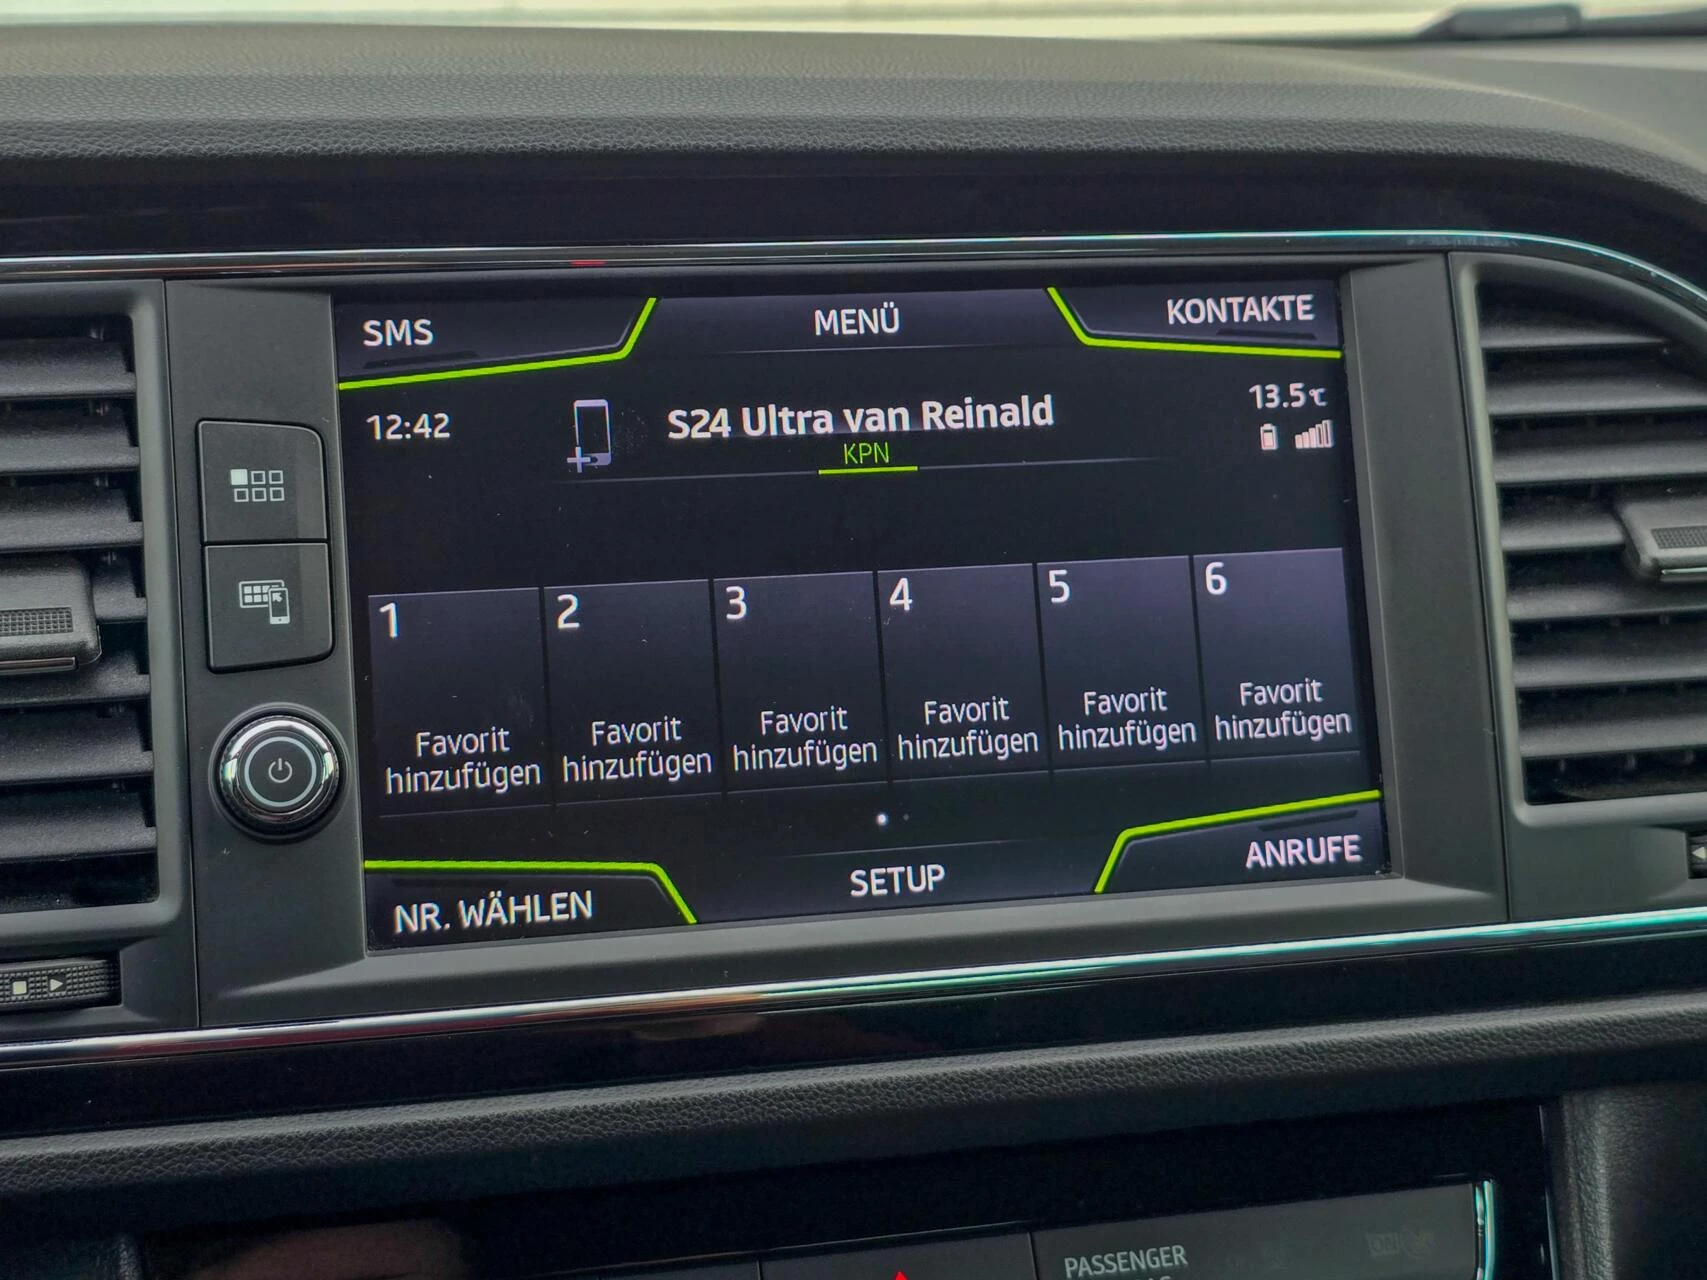 SMS
MENÜ
KONTAKTE
12:42
S24 Ultra van Reinald
13.5°C
KPN
1
2
3
4
5
6
Favorit
hinzufügen
Favorit
hinzufügen
Favorit
hinzufügen
Favorit
hinzufügen
Favorit
hinzufügen
Favorit
hinzufügen
NR. WÄHLEN
SETUP
ANRUFE
PASSENGER